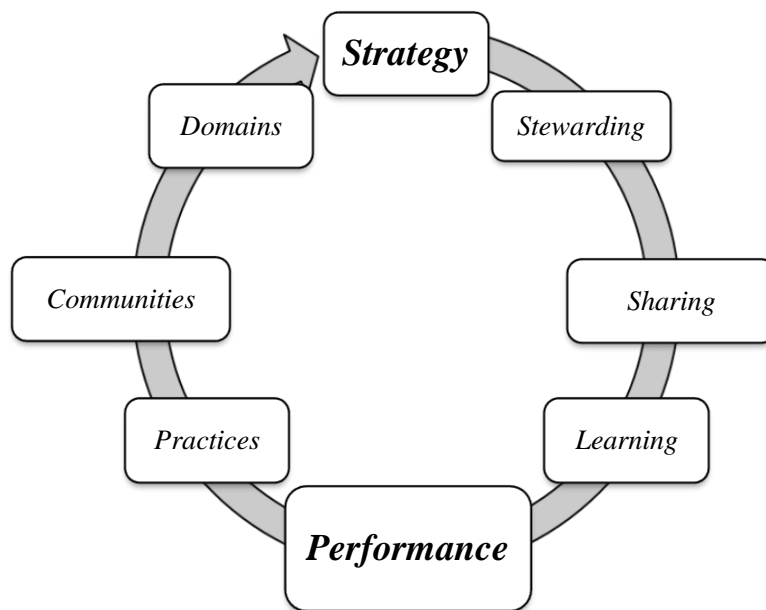 Strategy
Domains
Stewarding
Communities
Sharing
Practices
Learning
Performance